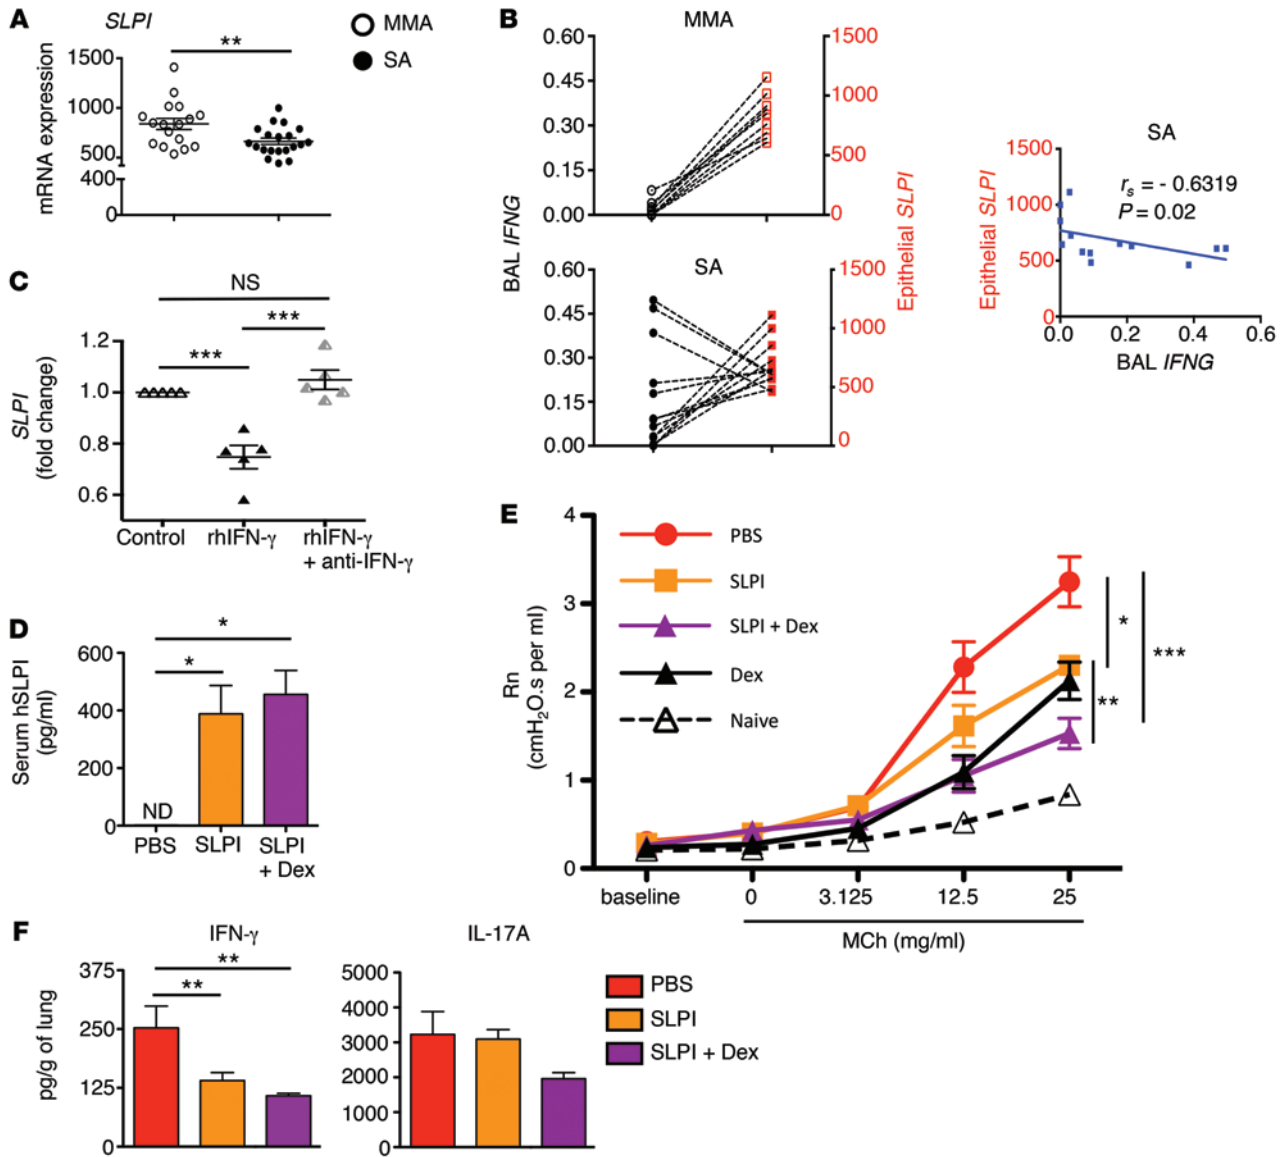 A
SLPI
MMA
SA
**
mRNA expression
1500
1000
500
400
0
B
MMA
BAL IFNG
0.60
0.45
0.30
0.15
0.00
1500
1000
500
0
Epithelial SLPI
SA
0.60
0.45
0.30
0.15
0.00
1500
1000
500
0
SA
Epithelial SLPI
1500
1000
500
0
rs = - 0.6319
P = 0.02
0.0 0.2 0.4 0.6
BAL IFNG
C
NS
***
***
SLPI
(fold change)
1.2
1.0
0.8
0.6
Control rhIFN-γ rhIFN-γ
+ anti-IFN-γ
D
*
*
Serum hSLPI
(pg/ml)
600
400
200
0
ND
PBS SLPI SLPI
+ Dex
E
Rn
(cmH2O.s per ml)
4
3
2
1
0
PBS
SLPI
SLPI + Dex
Dex
Naive
*
***
**
baseline 0 3.125 12.5 25
MCh (mg/ml)
F
IFN-γ
**
**
pg/g of lung
375
250
125
0
IL-17A
5000
4000
3000
2000
1000
0
PBS
SLPI
SLPI + Dex